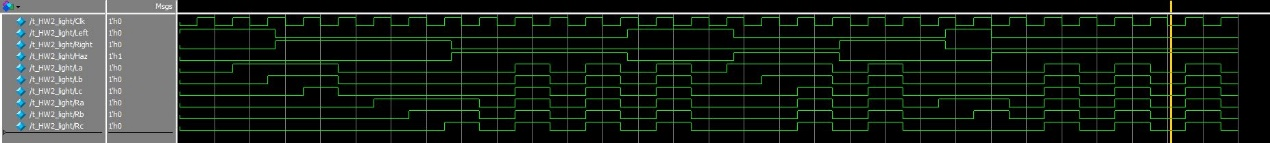 Msgs
/t_HW2_light/Clk 1'h0
/t_HW2_light/Left 1'h0
/t_HW2_light/Right 1'h0
/t_HW2_light/Haz 1'h1
/t_HW2_light/La 1'h0
/t_HW2_light/Lb 1'h0
/t_HW2_light/Lc 1'h0
/t_HW2_light/Ra 1'h0
/t_HW2_light/Rb 1'h0
/t_HW2_light/Rc 1'h0